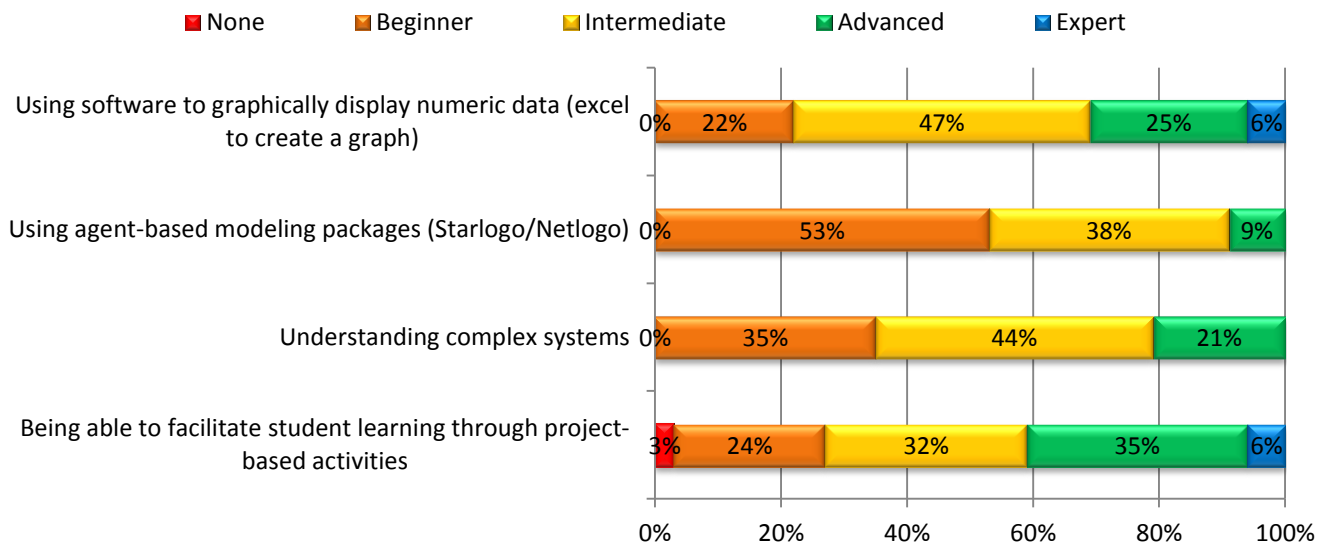 None Beginner Intermediate Advanced Expert
Using software to graphically display numeric data (excel
to create a graph)
0% 22% 47% 25% 6%
Using agent-based modeling packages (Starlogo/Netlogo)
0% 53% 38% 9%
Understanding complex systems
0% 35% 44% 21%
Being able to facilitate student learning through project-
based activities
3% 24% 32% 35% 6%
0% 20% 40% 60% 80% 100%